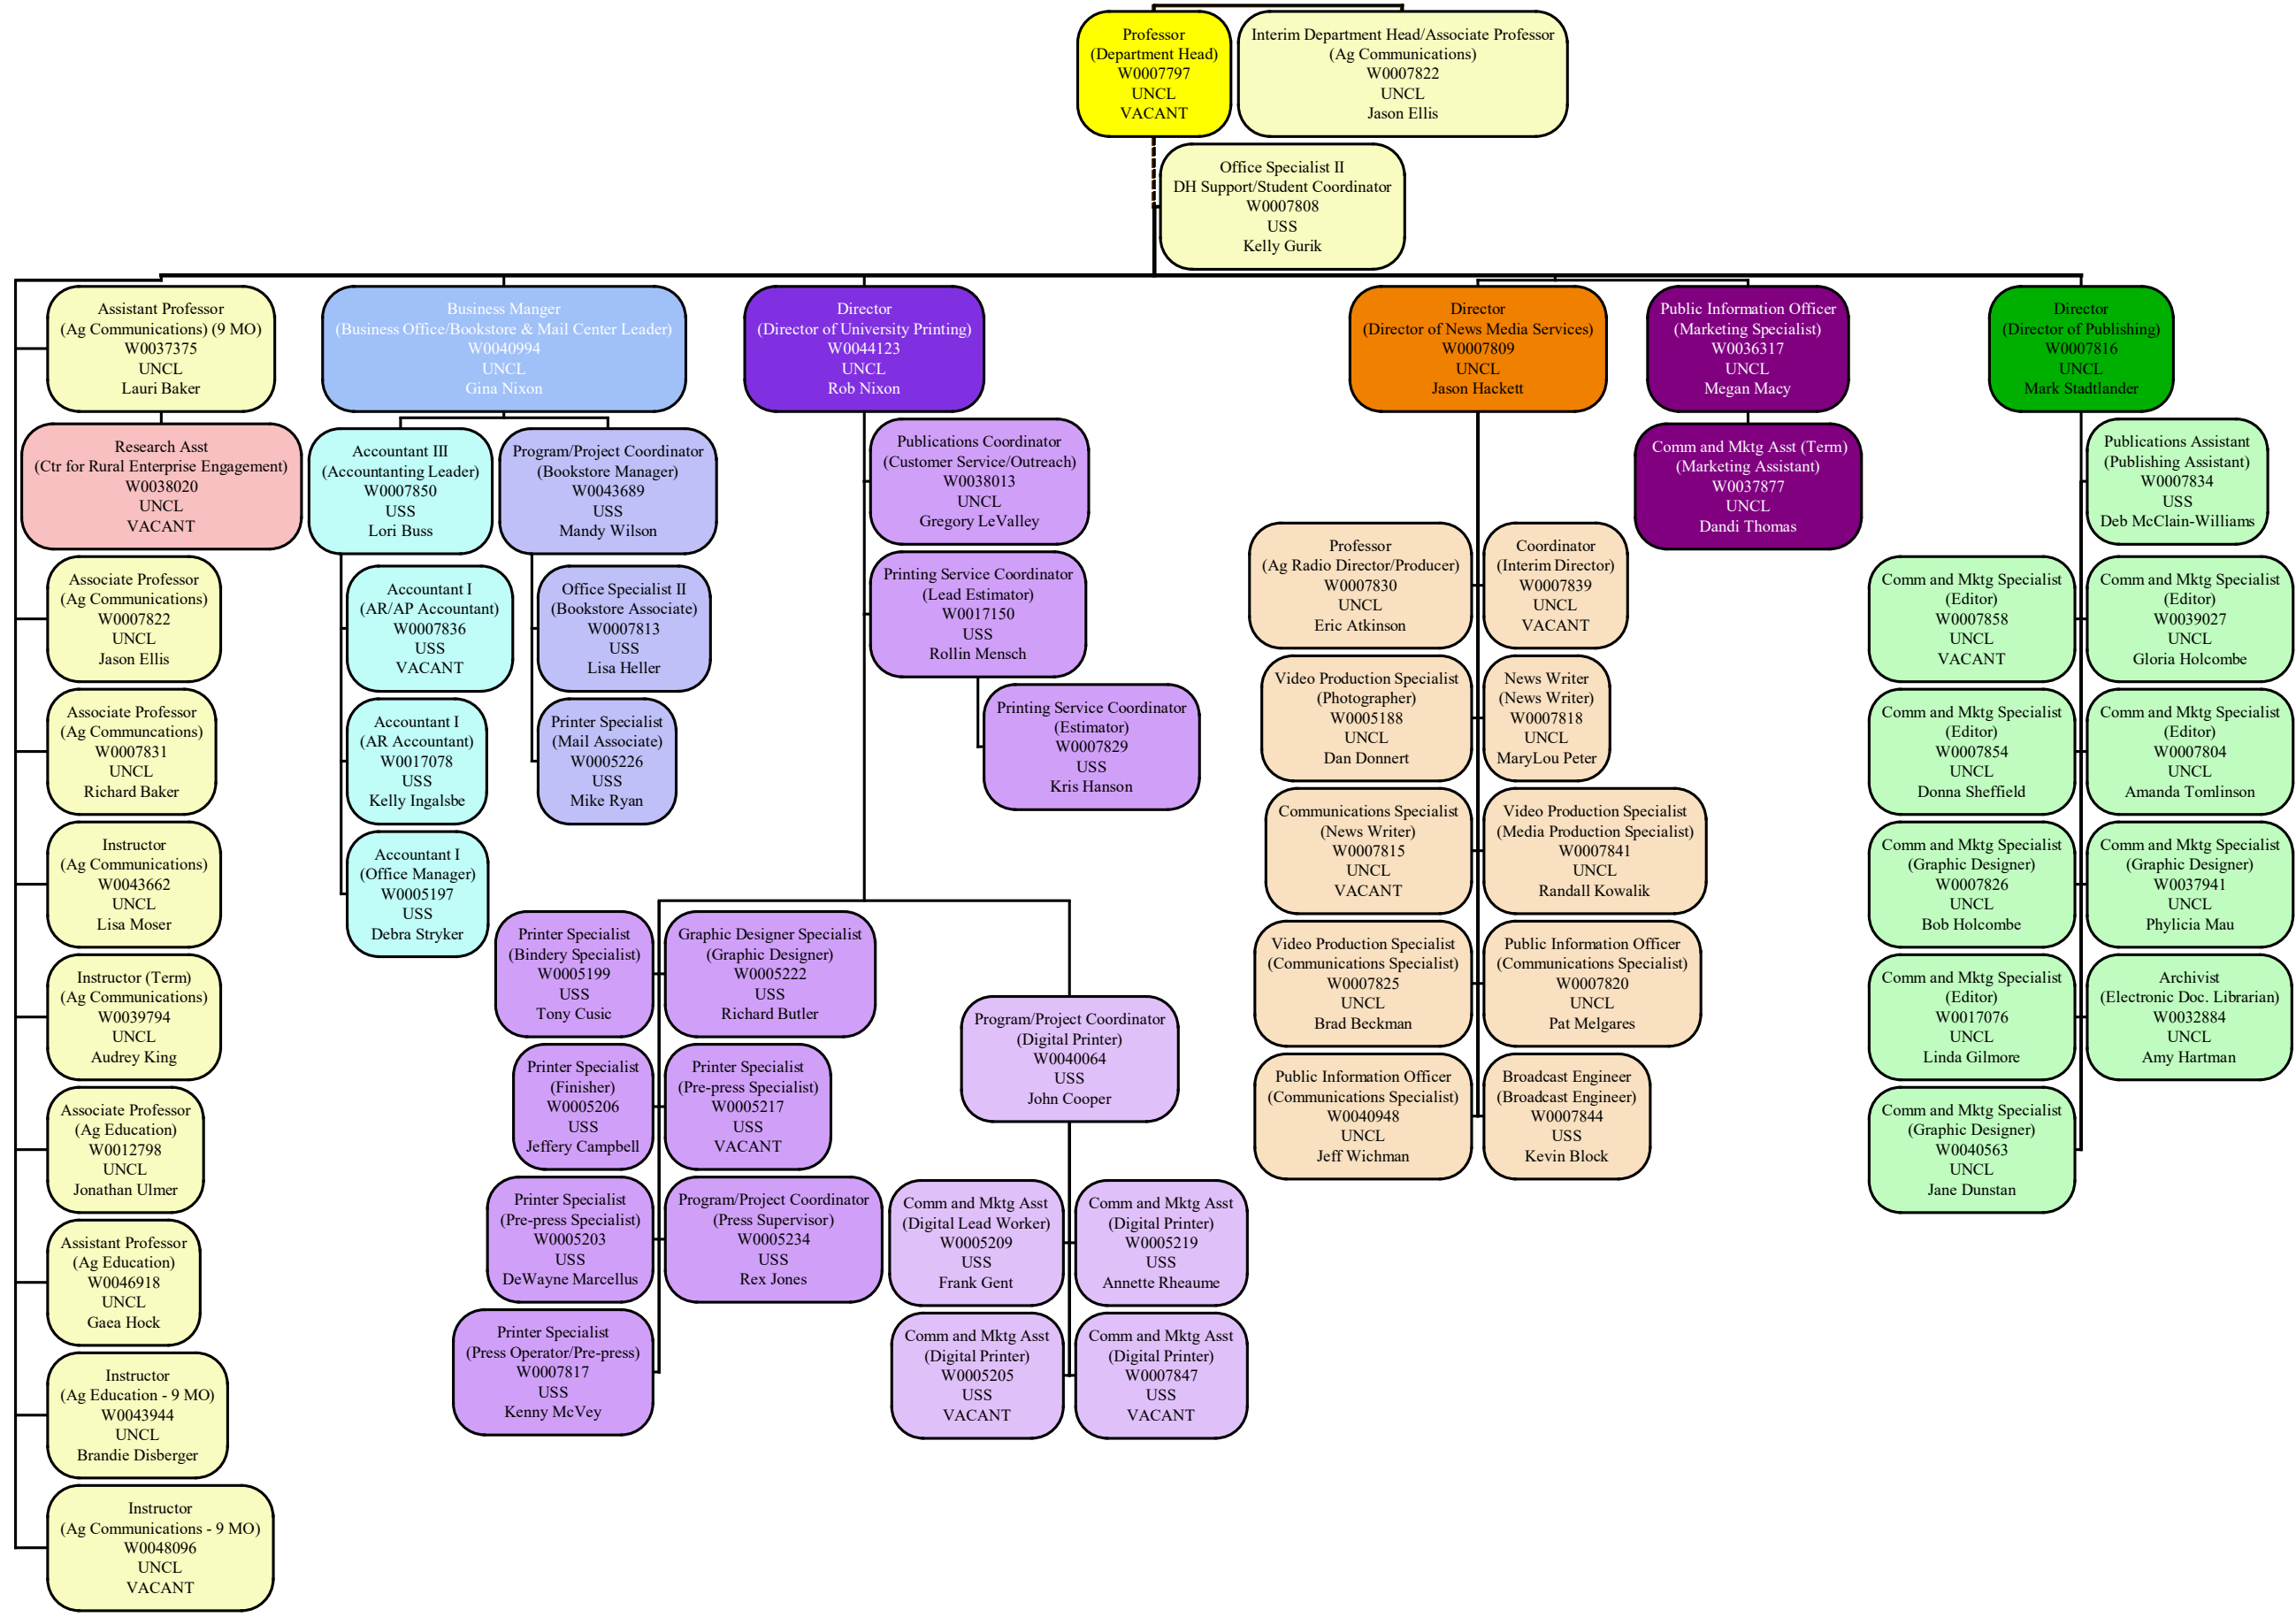 Professor
(Department Head)
W0007797
UNCL
VACANT
Interim Department Head/Associate Professor
(Ag Communications)
W0007822
UNCL
Jason Ellis
Office Specialist II
DH Support/Student Coordinator
W0007808
USS
Kelly Gurik
Assistant Professor
(Ag Communications) (9 MO)
W0037375
UNCL
Lauri Baker
Research Asst
(Ctr for Rural Enterprise Engagement)
W0038020
UNCL
VACANT
Associate Professor
(Ag Communications)
W0007822
UNCL
Jason Ellis
Associate Professor
(Ag Communcations)
W0007831
UNCL
Richard Baker
Instructor
(Ag Communications)
W0043662
UNCL
Lisa Moser
Instructor (Term)
(Ag Communications)
W0039794
UNCL
Audrey King
Associate Professor
(Ag Education)
W0012798
UNCL
Jonathan Ulmer
Assistant Professor
(Ag Education)
W0046918
UNCL
Gaea Hock
Instructor
(Ag Education - 9 MO)
W0043944
UNCL
Brandie Disberger
Instructor
(Ag Communications - 9 MO)
W0048096
UNCL
VACANT
Business Manger
(Business Office/Bookstore & Mail Center Leader)
W0040994
UNCL
Gina Nixon
Accountant III
(Accountanting Leader)
W0007850
USS
Lori Buss
Accountant I
(AR/AP Accountant)
W0007836
USS
VACANT
Accountant I
(AR Accountant)
W0017078
USS
Kelly Ingalsbe
Accountant I
(Office Manager)
W0005197
USS
Debra Stryker
Program/Project Coordinator
(Bookstore Manager)
W0043689
USS
Mandy Wilson
Office Specialist II
(Bookstore Associate)
W0007813
USS
Lisa Heller
Printer Specialist
(Mail Associate)
W0005226
USS
Mike Ryan
Director
(Director of University Printing)
W0044123
UNCL
Rob Nixon
Publications Coordinator
(Customer Service/Outreach)
W0038013
UNCL
Gregory LeValley
Printing Service Coordinator
(Lead Estimator)
W0017150
USS
Rollin Mensch
Printing Service Coordinator
(Estimator)
W0007829
USS
Kris Hanson
Printer Specialist
(Bindery Specialist)
W0005199
USS
Tony Cusic
Graphic Designer Specialist
(Graphic Designer)
W0005222
USS
Richard Butler
Printer Specialist
(Finisher)
W0005206
USS
Jeffery Campbell
Printer Specialist
(Pre-press Specialist)
W0005217
USS
VACANT
Printer Specialist
(Pre-press Specialist)
W0005203
USS
DeWayne Marcellus
Program/Project Coordinator
(Press Supervisor)
W0005234
USS
Rex Jones
Printer Specialist
(Press Operator/Pre-press)
W0007817
USS
Kenny McVey
Program/Project Coordinator
(Digital Printer)
W0040064
USS
John Cooper
Comm and Mktg Asst
(Digital Lead Worker)
W0005209
USS
Frank Gent
Comm and Mktg Asst
(Digital Printer)
W0005219
USS
Annette Rheaume
Comm and Mktg Asst
(Digital Printer)
W0005205
USS
VACANT
Comm and Mktg Asst
(Digital Printer)
W0007847
USS
VACANT
Director
(Director of News Media Services)
W0007809
UNCL
Jason Hackett
Professor
(Ag Radio Director/Producer)
W0007830
UNCL
Eric Atkinson
Coordinator
(Interim Director)
W0007839
UNCL
VACANT
Video Production Specialist
(Photographer)
W0005188
UNCL
Dan Donnert
News Writer
(News Writer)
W0007818
UNCL
MaryLou Peter
Communications Specialist
(News Writer)
W0007815
UNCL
VACANT
Video Production Specialist
(Media Production Specialist)
W0007841
UNCL
Randall Kowalik
Video Production Specialist
(Communications Specialist)
W0007825
UNCL
Brad Beckman
Public Information Officer
(Communications Specialist)
W0007820
UNCL
Pat Melgares
Public Information Officer
(Communications Specialist)
W0040948
UNCL
Jeff Wichman
Broadcast Engineer
(Broadcast Engineer)
W0007844
USS
Kevin Block
Public Information Officer
(Marketing Specialist)
W0036317
UNCL
Megan Macy
Comm and Mktg Asst (Term)
(Marketing Assistant)
W0037877
UNCL
Dandi Thomas
Director
(Director of Publishing)
W0007816
UNCL
Mark Stadtlander
Publications Assistant
(Publishing Assistant)
W0007834
USS
Deb McClain-Williams
Comm and Mktg Specialist
(Editor)
W0007858
UNCL
VACANT
Comm and Mktg Specialist
(Editor)
W0039027
UNCL
Gloria Holcombe
Comm and Mktg Specialist
(Editor)
W0007854
UNCL
Donna Sheffield
Comm and Mktg Specialist
(Editor)
W0007804
UNCL
Amanda Tomlinson
Comm and Mktg Specialist
(Graphic Designer)
W0007826
UNCL
Bob Holcombe
Comm and Mktg Specialist
(Graphic Designer)
W0037941
UNCL
Phylicia Mau
Comm and Mktg Specialist
(Editor)
W0017076
UNCL
Linda Gilmore
Archivist
(Electronic Doc. Librarian)
W0032884
UNCL
Amy Hartman
Comm and Mktg Specialist
(Graphic Designer)
W0040563
UNCL
Jane Dunstan